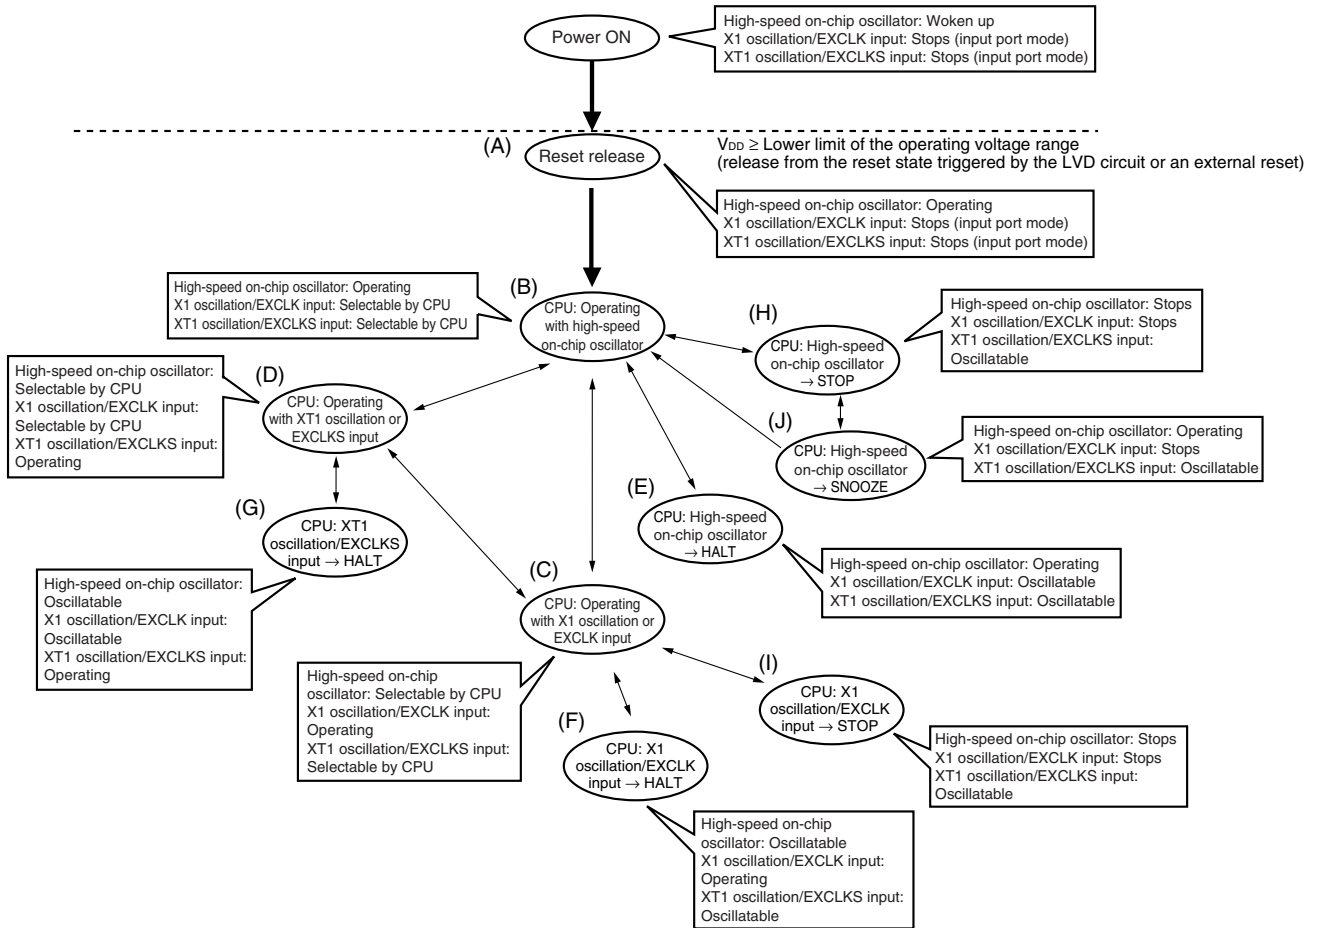 Power ON
High-speed on-chip oscillator: Woken up
X1 oscillation/EXCLK input: Stops (input port mode)
XT1 oscillation/EXCLKS input: Stops (input port mode)
(A)
Reset release
VDD ≥ Lower limit of the operating voltage range
(release from the reset state triggered by the LVD circuit or an external reset)
High-speed on-chip oscillator: Operating
X1 oscillation/EXCLK input: Stops (input port mode)
XT1 oscillation/EXCLKS input: Stops (input port mode)
(B)
CPU: Operating
with high-speed
on-chip oscillator
High-speed on-chip oscillator: Operating
X1 oscillation/EXCLK input: Selectable by CPU
XT1 oscillation/EXCLKS input: Selectable by CPU
(H)
CPU: High-speed
on-chip oscillator
→ STOP
High-speed on-chip oscillator: Stops
X1 oscillation/EXCLK input: Stops
XT1 oscillation/EXCLKS input:
Oscillatable
High-speed on-chip oscillator:
Selectable by CPU
X1 oscillation/EXCLK input:
Selectable by CPU
XT1 oscillation/EXCLKS input:
Operating
(D)
CPU: Operating
with XT1 oscillation or
EXCLKS input
(J)
CPU: High-speed
on-chip oscillator
→ SNOOZE
High-speed on-chip oscillator: Operating
X1 oscillation/EXCLK input: Stops
XT1 oscillation/EXCLKS input: Oscillatable
(G)
CPU: XT1
oscillation/EXCLKS
input → HALT
(E)
CPU: High-speed
on-chip oscillator
→ HALT
High-speed on-chip oscillator: Operating
X1 oscillation/EXCLK input: Oscillatable
XT1 oscillation/EXCLKS input: Oscillatable
High-speed on-chip oscillator:
Oscillatable
X1 oscillation/EXCLK input:
Oscillatable
XT1 oscillation/EXCLKS input:
Operating
(C)
CPU: Operating
with X1 oscillation or
EXCLK input
High-speed on-chip
oscillator: Selectable by CPU
X1 oscillation/EXCLK input:
Operating
XT1 oscillation/EXCLKS input:
Selectable by CPU
(I)
CPU: X1
oscillation/EXCLK
input → STOP
High-speed on-chip oscillator: Stops
X1 oscillation/EXCLK input: Stops
XT1 oscillation/EXCLKS input:
Oscillatable
(F)
CPU: X1
oscillation/EXCLK
input → HALT
High-speed on-chip
oscillator: Oscillatable
X1 oscillation/EXCLK input:
Operating
XT1 oscillation/EXCLKS input:
Oscillatable